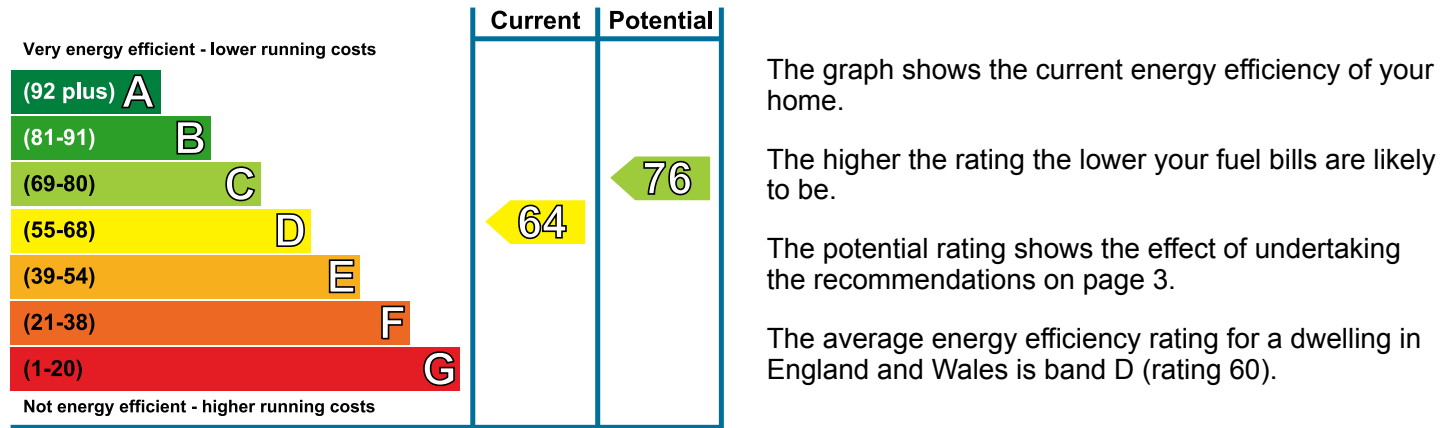 Current Potential
Very energy efficient - lower running costs
(92 plus) A
(81-91) B
(69-80) C
76
(55-68) D
64
(39-54) E
(21-38) F
(1-20) G
Not energy efficient - higher running costs
The graph shows the current energy efficiency of your
home.
The higher the rating the lower your fuel bills are likely
to be.
The potential rating shows the effect of undertaking
the recommendations on page 3.
The average energy efficiency rating for a dwelling in
England and Wales is band D (rating 60).